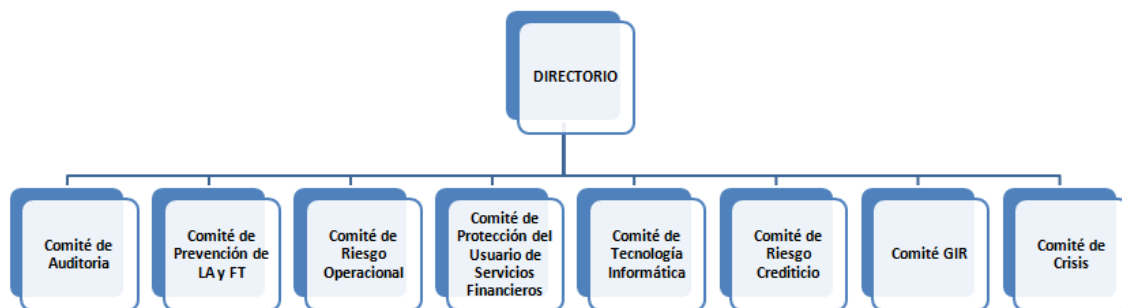 DIRECTORIO
Comité de
Auditoria
Comité de
Prevención de
LA y FT
Comité de
Riesgo
Operacional
Comité de
Protección del
Usuario de
Servicios
Financieros
Comité de
Tecnología
Informática
Comité de
Riesgo
Crediticio
Comité GIR
Comité de
Crisis